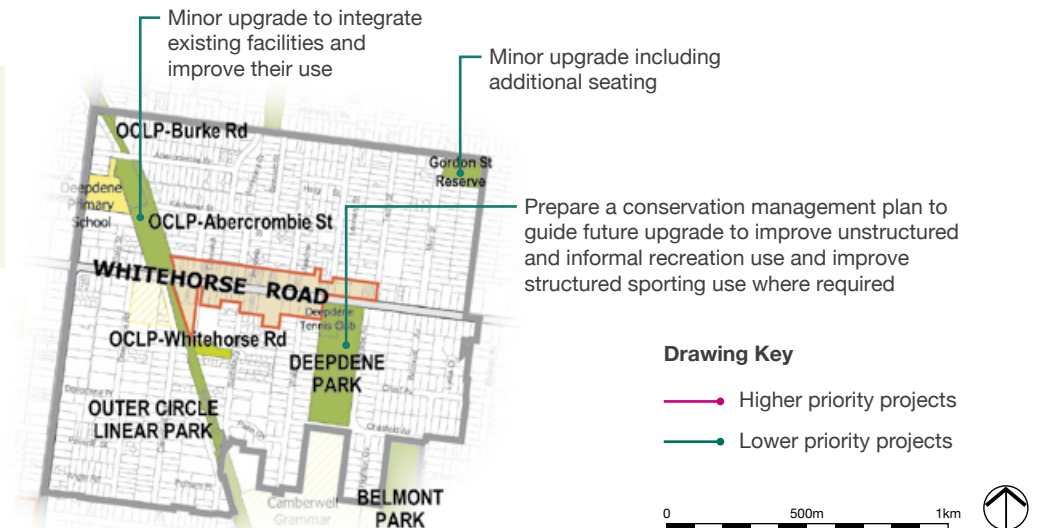 Minor upgrade to integrate
existing facilities and
improve their use
Minor upgrade including
additional seating
OCLP-Burke Rd
Gordon St
Reserve
Deepdene
Primary
School
OCLP-Abercrombie St
Prepare a conservation management plan to
guide future upgrade to improve unstructured
and informal recreation use and improve
structured sporting use where required
WHITEHORSE ROAD
Deepdene
Tennis Club
OCLP-Whitehorse Rd
DEEPDENE
PARK
OUTER CIRCLE
LINEAR PARK
Camberwell
Grammar
BELMONT
PARK
Drawing Key
Higher priority projects
Lower priority projects
0 500m 1km